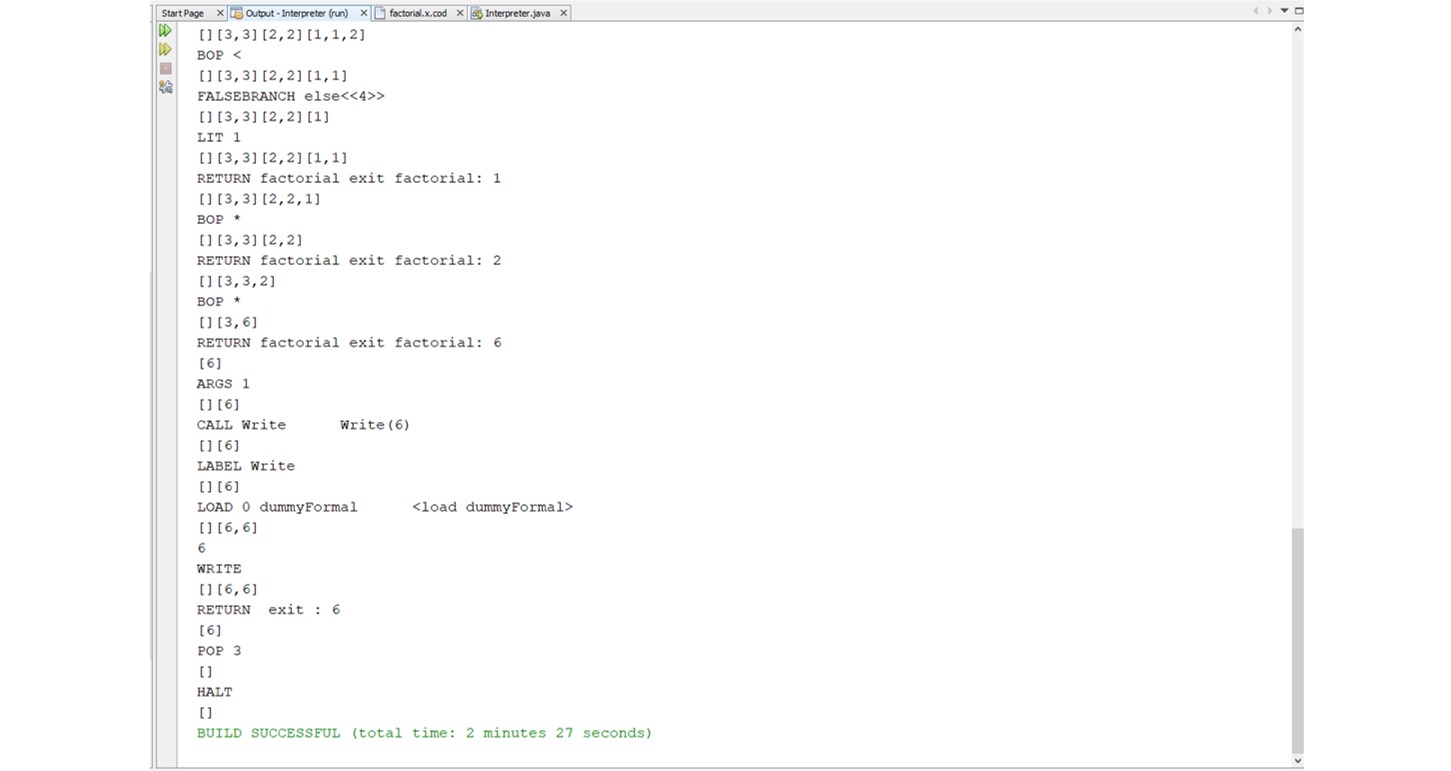 Start Page Output - Interpreter (run) factorial.x.cod Interpreter.java
[][3,3][2,2][1,1,2]
BOP <
[][3,3][2,2][1,1]
FALSEBRANCH else<<4>>
[][3,3][2,2][1]
LIT 1
[][3,3][2,2][1,1]
RETURN factorial exit factorial: 1
[][3,3][2,2,1]
BOP *
[][3,3][2,2]
RETURN factorial exit factorial: 2
[][3,3,2]
BOP *
[][3,6]
RETURN factorial exit factorial: 6
[6]
ARGS 1
[][6]
CALL Write      Write(6)
[][6]
LABEL Write
[][6]
LOAD 0 dummyFormal      <load dummyFormal>
[][6,6]
6
WRITE
[][6,6]
RETURN  exit : 6
[6]
POP 3
[]
HALT
[]
BUILD SUCCESSFUL (total time: 2 minutes 27 seconds)